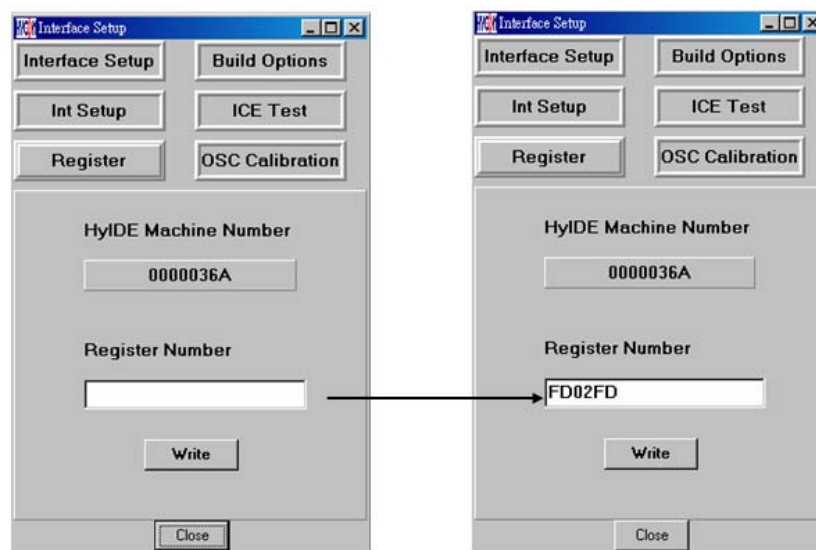 Interface Setup
Interface Setup Build Options
Int Setup ICE Test
Register OSC Calibration
HyIDE Machine Number
0000036A
Register Number
Write
Close
Interface Setup
Interface Setup Build Options
Int Setup ICE Test
Register OSC Calibration
HyIDE Machine Number
0000036A
Register Number
FD02FD
Write
Close